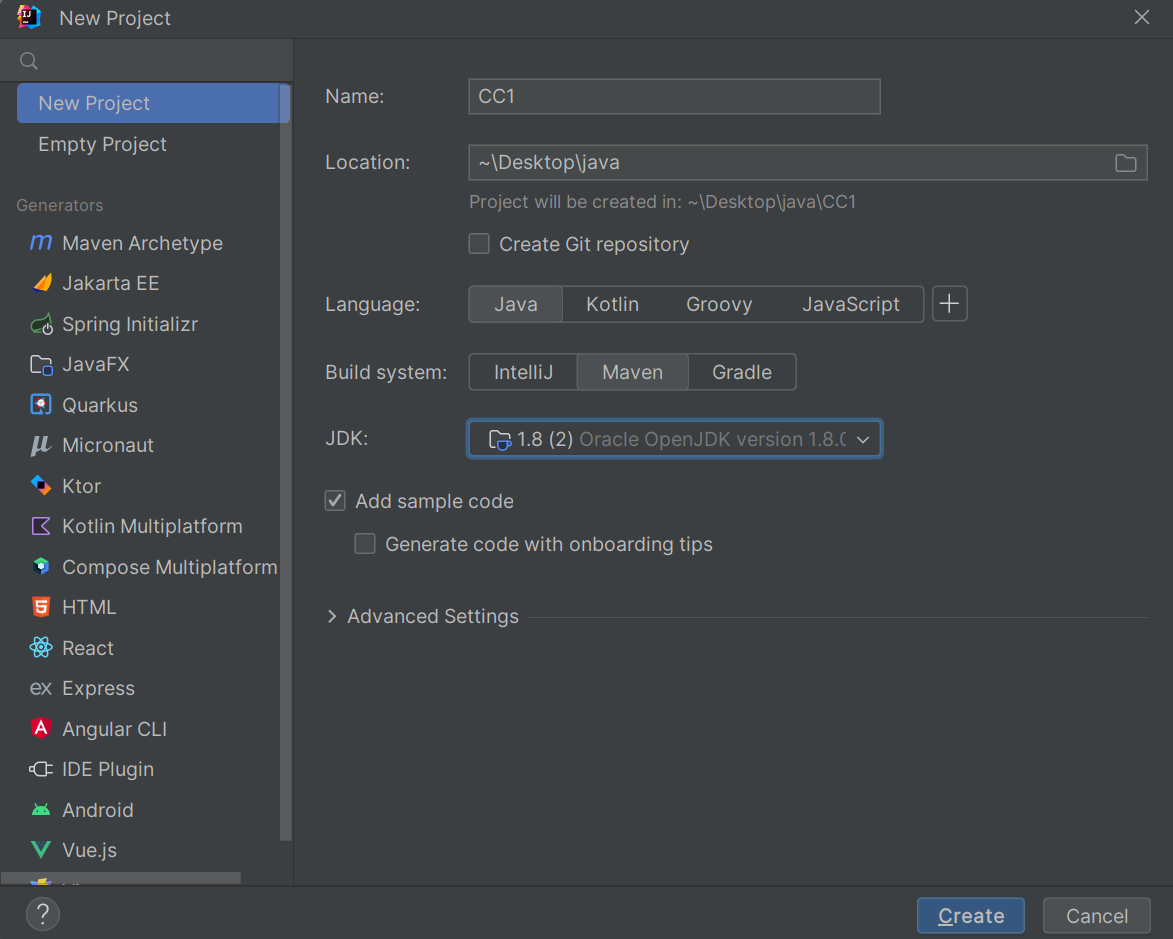 New Project
New Project
Empty Project
Generators
Maven Archetype
Jakarta EE
Spring Initializr
JavaFX
Quarkus
Micronaut
Ktor
Kotlin Multiplatform
Compose Multiplatform
HTML
React
Express
Angular CLI
IDE Plugin
Android
Vue.js
Name: CC1
Location: ~\Desktop\java
Project will be created in: ~\Desktop\java\CC1
Create Git repository
Language: Java Kotlin Groovy JavaScript
Build system: IntelliJ Maven Gradle
JDK: 1.8 (2) Oracle OpenJDK version 1.8.0
Add sample code
Generate code with onboarding tips
Advanced Settings
? Create Cancel